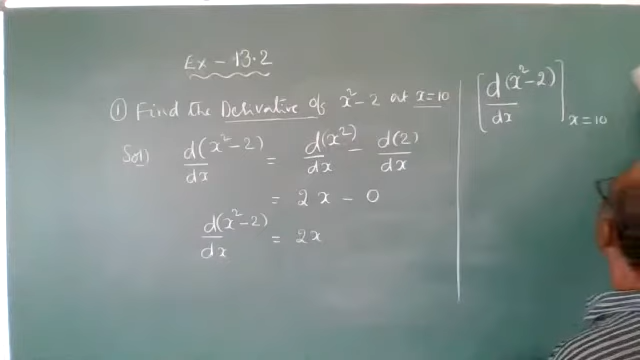 Ex - 13.2
① Find the Derivative of x² - 2 at x = 10
Sol) d(x² - 2)/dx = d(x²)/dx - d(2)/dx
= 2x - 0
d(x² - 2)/dx = 2x
[d(x² - 2)/dx] x = 10